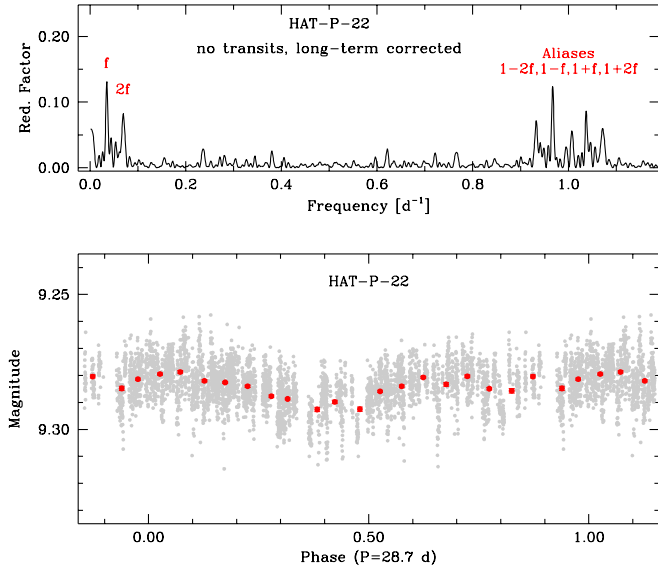 HAT-P-22
no transits, long-term corrected
f
2f
Aliases
1-2f,1-f,1+f,1+2f
Red. Factor
0.20
0.10
0.00
0.0 0.2 0.4 0.6 0.8 1.0
Frequency [d⁻¹]
HAT-P-22
Magnitude
9.25
9.30
0.00 0.50 1.00
Phase (P=28.7 d)